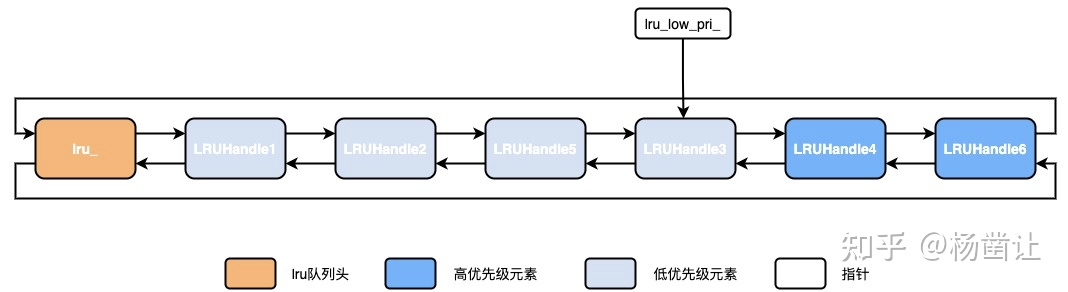 lru_low_pri_
lru_
LRUHandle1
LRUHandle2
LRUHandle5
LRUHandle3
LRUHandle4
LRUHandle6
知乎 @杨凿让
lru队列头
高优先级元素
低优先级元素
指针